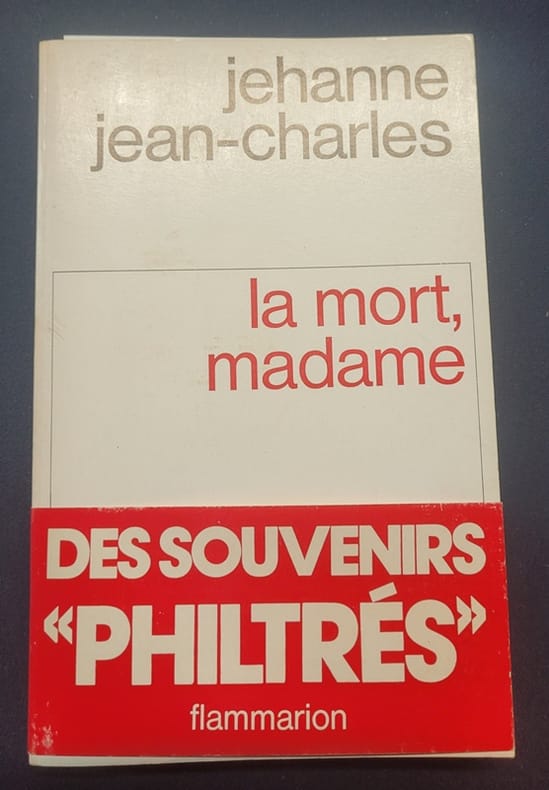 jehanne
jean-charles
la mort,
madame
DES SOUVENIRS
«PHILTRÉS»
flammarion